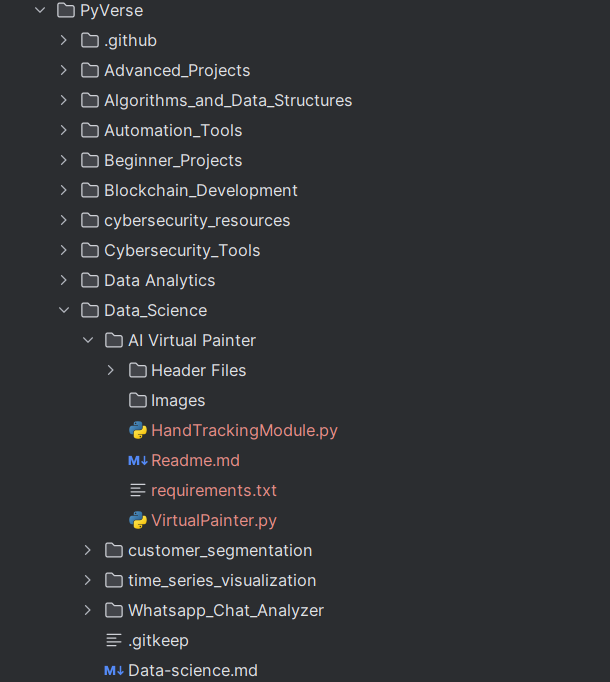 PyVerse
.github
Advanced_Projects
Algorithms_and_Data_Structures
Automation_Tools
Beginner_Projects
Blockchain_Development
cybersecurity_resources
Cybersecurity_Tools
Data Analytics
Data_Science
AI Virtual Painter
Header Files
Images
HandTrackingModule.py
M↓ Readme.md
requirements.txt
VirtualPainter.py
customer_segmentation
time_series_visualization
Whatsapp_Chat_Analyzer
.gitkeep
M↓ Data-science.md